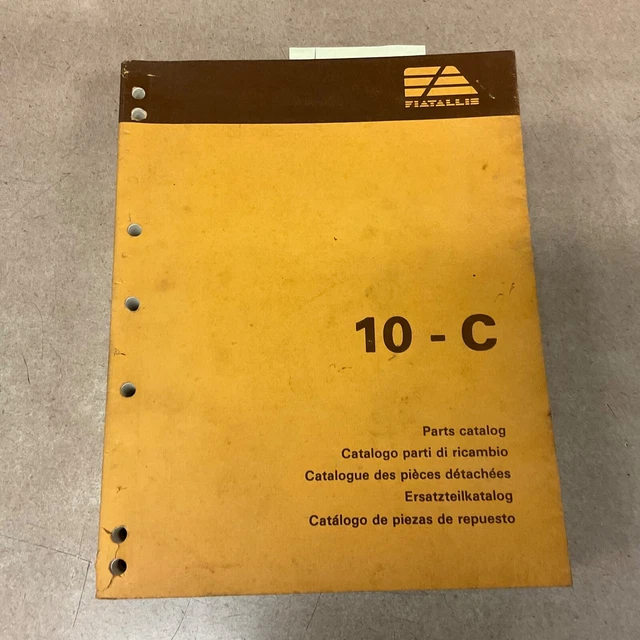 FIATALLIS
10 - C
Parts catalog
Catalogo parti di ricambio
Catalogue des pièces détachées
Ersatzteilkatalog
Catálogo de piezas de repuesto